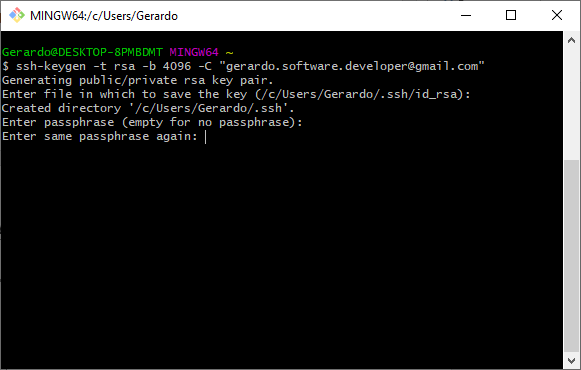 MINGW64:/c/Users/Gerardo
Gerardo@DESKTOP-8PMBDMT MINGW64 ~
$ ssh-keygen -t rsa -b 4096 -C "gerardo.software.developer@gmail.com"
Generating public/private rsa key pair.
Enter file in which to save the key (/c/Users/Gerardo/.ssh/id_rsa):
Created directory '/c/Users/Gerardo/.ssh'.
Enter passphrase (empty for no passphrase):
Enter same passphrase again: